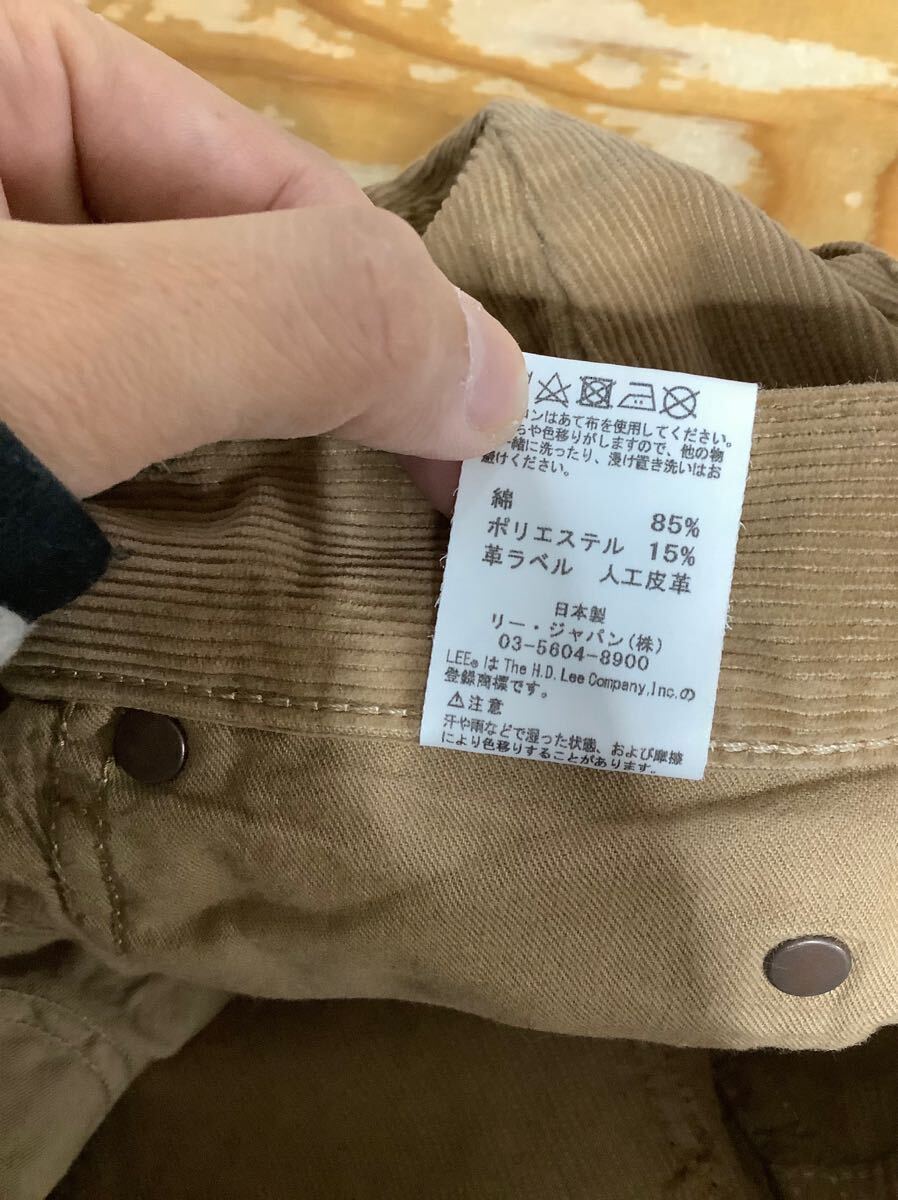 ロンはあて布を使用してください。
ちや色移りがしますので、他の物
一緒に洗ったり、浸け置き洗いはお
避けください。
綿 85%
ポリエステル 15%
革ラベル 人工皮革
日本製
リー・ジャパン(株)
03-5604-8900
LEE®は The H.D. Lee Company, Inc.の
登録商標です。
⚠注意
汗や雨などで湿った状態、および摩擦
により色移りすることがあります。